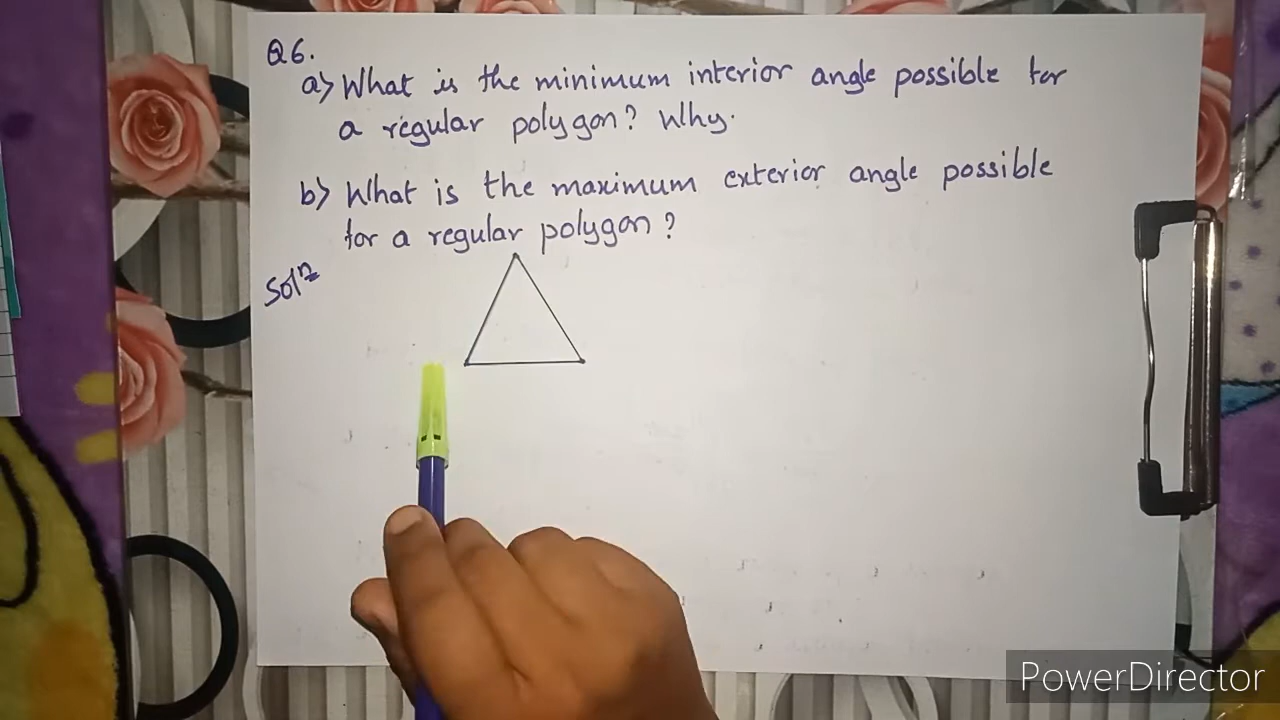 Q6.
a) What is the minimum interior angle possible for
a regular polygon? Why.
b) What is the maximum exterior angle possible
for a regular polygon?
Solⁿ
PowerDirector